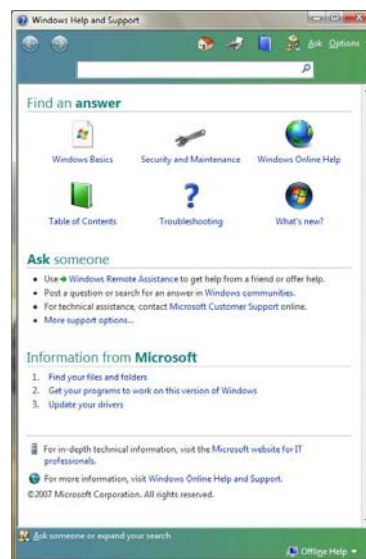 Windows Help and Support
Ask Options
Find an answer
Windows Basics Security and Maintenance Windows Online Help
Table of Contents Troubleshooting What's new?
Ask someone
Use Windows Remote Assistance to get help from a friend or offer help.
Post a question or search for an answer in Windows communities.
For technical assistance, contact Microsoft Customer Support online.
More support options...
Information from Microsoft
1. Find your files and folders
2. Get your programs to work on this version of Windows
3. Update your drivers
For in-depth technical information, visit the Microsoft website for IT
professionals.
For more information, visit Windows Online Help and Support.
©2007 Microsoft Corporation. All rights reserved.
Ask someone or expand your search
Offline Help